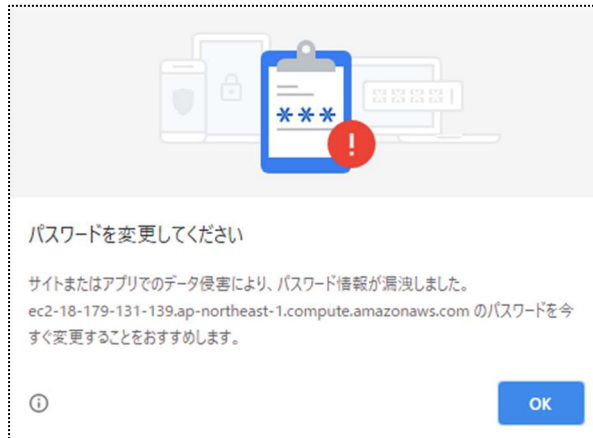 ***
パスワードを変更してください
サイトまたはアプリでのデータ侵害により、パスワード情報が漏洩しました。
ec2-18-179-131-139.ap-northeast-1.compute.amazonaws.com のパスワードを今
すぐ変更することをおすすめします。
OK